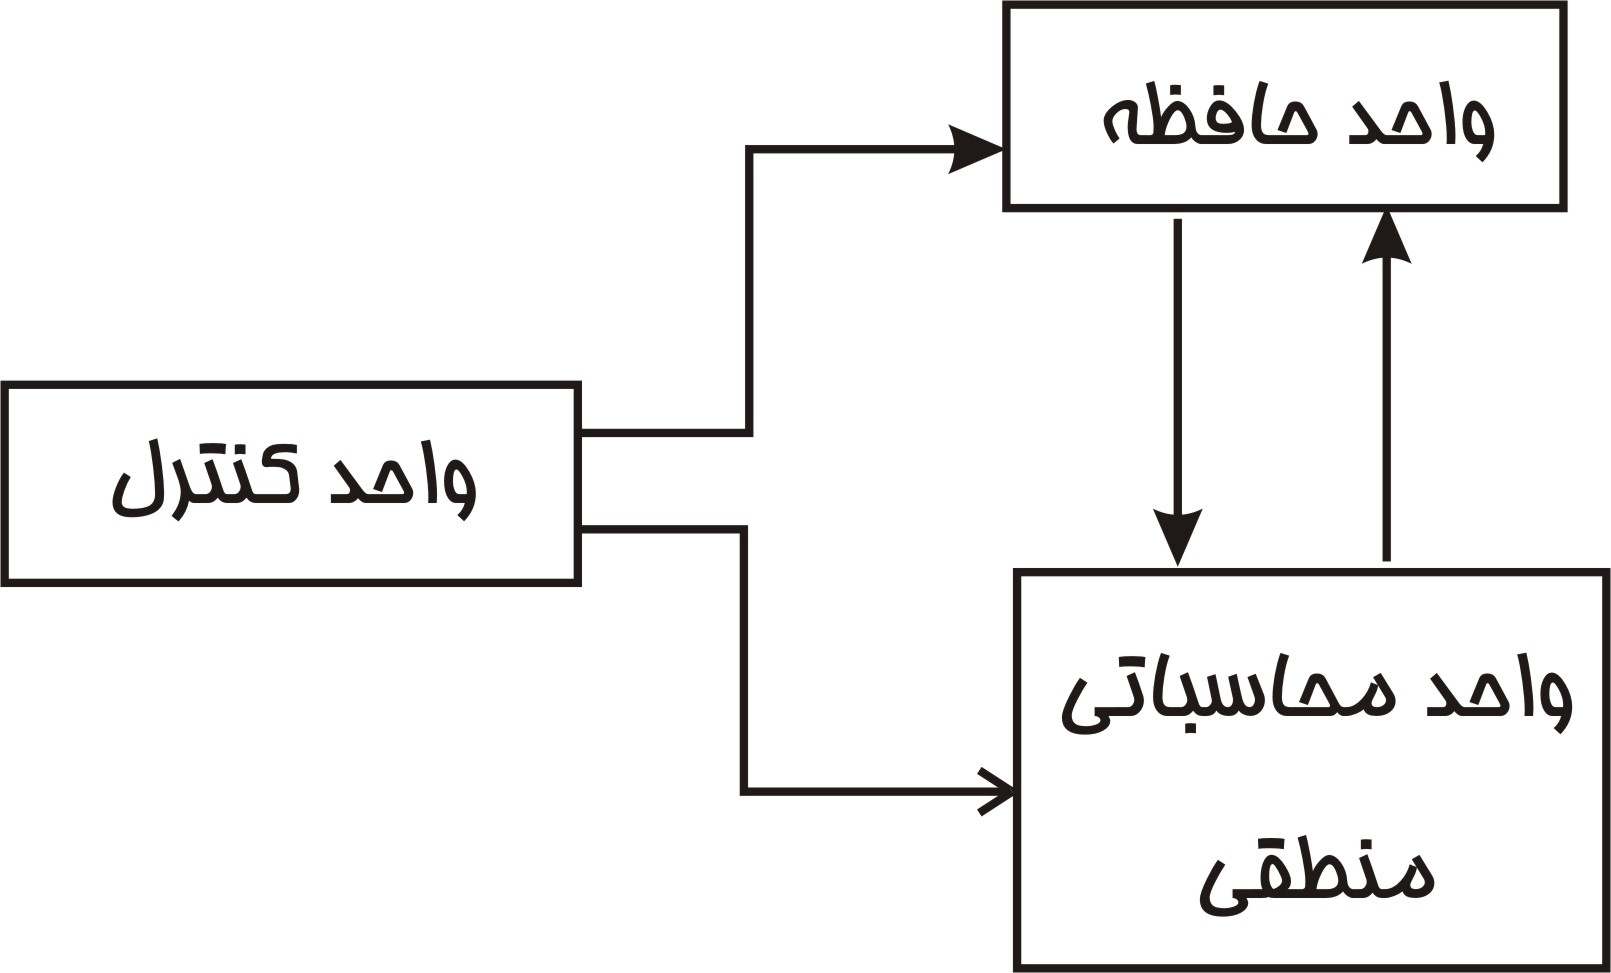 واحد حافظه
واحد کنترل
واحد محاسباتی
منطقی